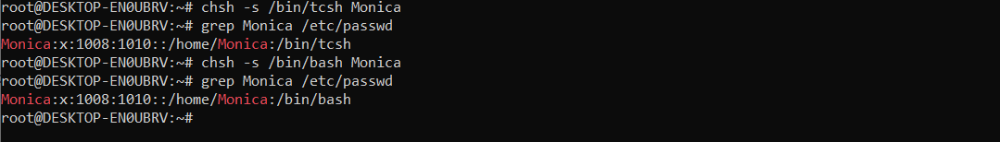 root@DESKTOP-EN0UBRV:~# chsh -s /bin/tcsh Monica
root@DESKTOP-EN0UBRV:~# grep Monica /etc/passwd
Monica:x:1008:1010::/home/Monica:/bin/tcsh
root@DESKTOP-EN0UBRV:~# chsh -s /bin/bash Monica
root@DESKTOP-EN0UBRV:~# grep Monica /etc/passwd
Monica:x:1008:1010::/home/Monica:/bin/bash
root@DESKTOP-EN0UBRV:~#